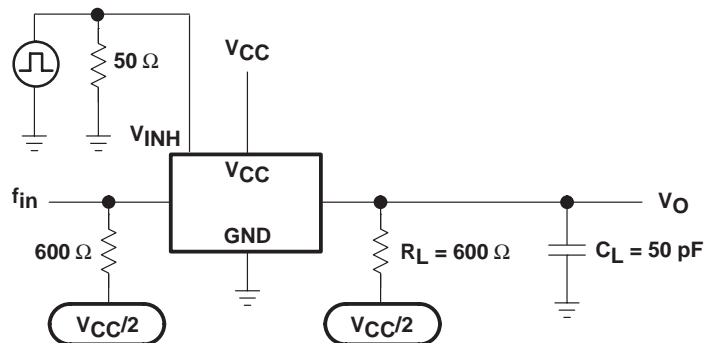 50 Ω
VCC
VINH
VCC
fin
VO
GND
600 Ω
RL = 600 Ω
CL = 50 pF
VCC/2
VCC/2